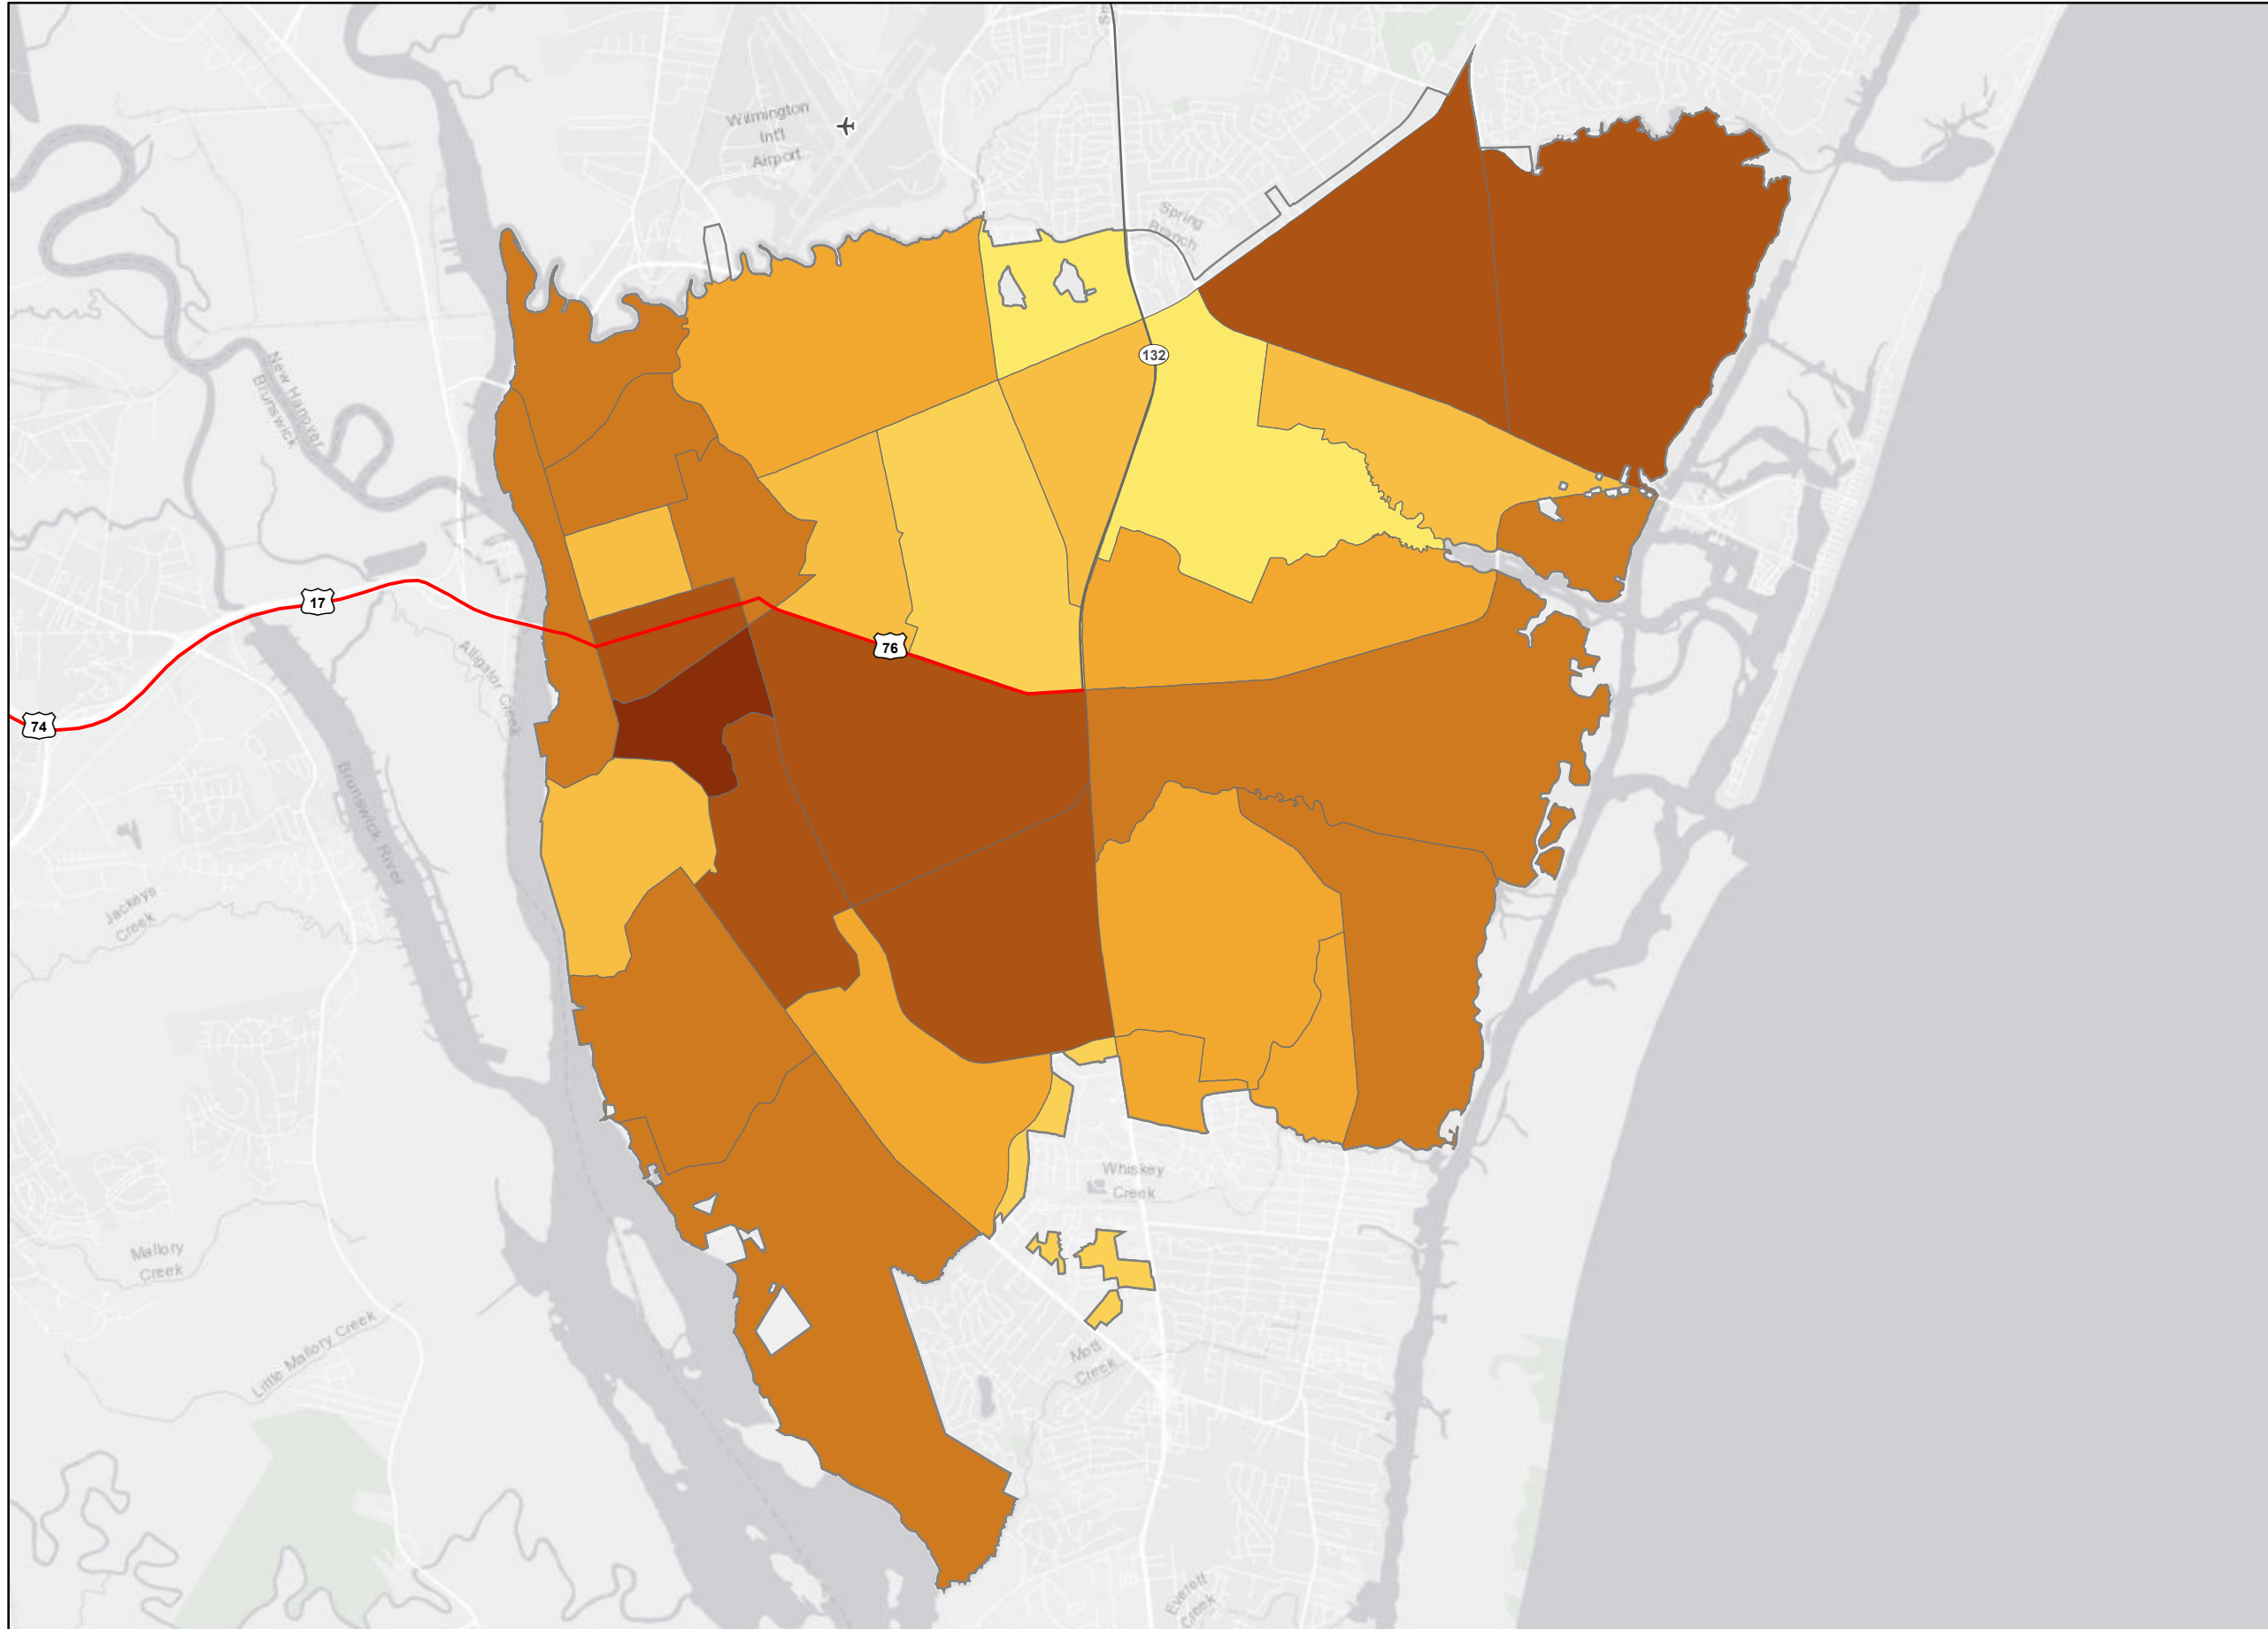 Wilmington
Int'l
Airport
Spring
Branch
132
New Hanover
Brunswick
17
76
Alligator Creek
74
Brunswick River
Jackeys
Creek
Whiskey
Creek
Mallory
Creek
Little Mallory Creek
Mott
Creek
Everett
Creek